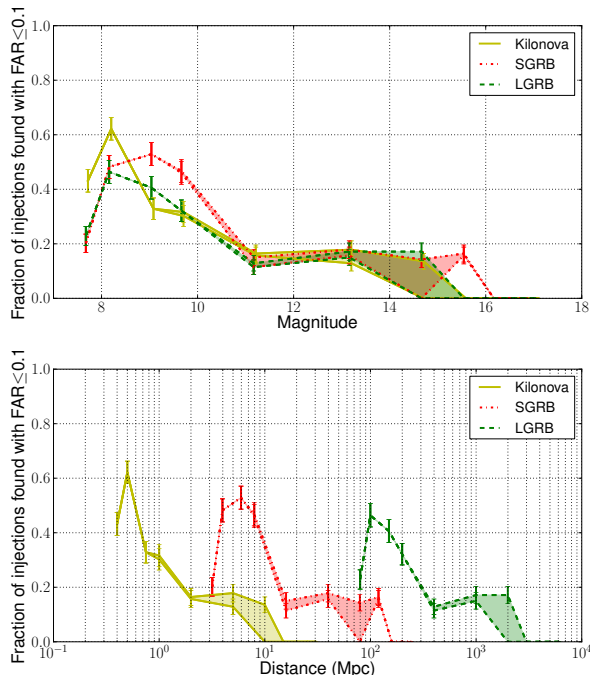 Fraction of injections found with FAR≤0.1
1.0
0.8
0.6
0.4
0.2
0.0
8
10
12
14
16
18
Magnitude
Kilonova
SGRB
LGRB
Fraction of injections found with FAR≤0.1
1.0
0.8
0.6
0.4
0.2
0.0
10⁻¹
10⁰
10¹
10²
10³
10⁴
Distance (Mpc)
Kilonova
SGRB
LGRB